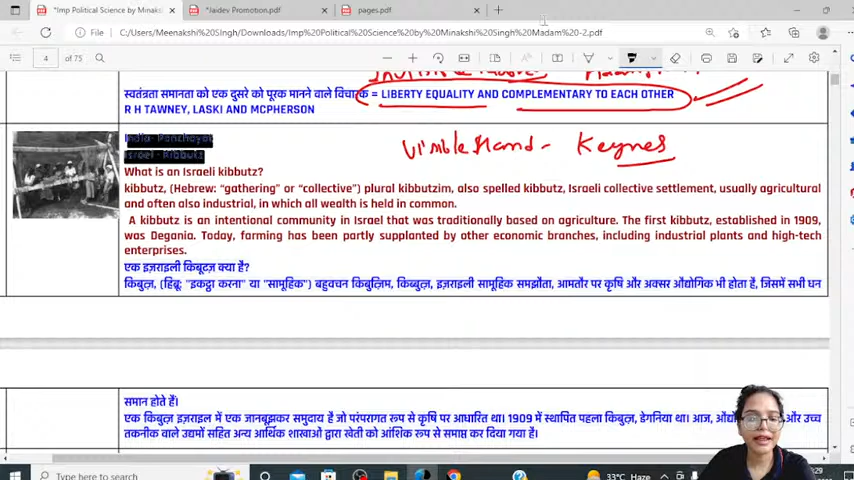 *Imp Political Science by Minaks
*Jaidev Promotion.pdf
pages.pdf
C:/Users/Meenakshi%20SIngh/Downloads/Imp%20Political%20Science%20by%20Minakshi%20Singh%20Madam%20-2.pdf
4 of 75
स्वतंत्रता समानता को एक दुसरे को पूरक मानने वाले विचारक = LIBERTY EQUALITY AND COMPLEMENTARY TO EACH OTHER
R H TAWNEY, LASKI AND MCPHERSON
Visible Hand - Keynes
India- Panchayat
Israel - Kibbutz
What is an Israeli kibbutz?
kibbutz, (Hebrew: “gathering” or “collective”) plural kibbutzim, also spelled kibbutz, Israeli collective settlement, usually agricultural
and often also industrial, in which all wealth is held in common.
A kibbutz is an intentional community in Israel that was traditionally based on agriculture. The first kibbutz, established in 1909,
was Degania. Today, farming has been partly supplanted by other economic branches, including industrial plants and high-tech
enterprises.
एक इज़राइली किबूट्ज़ क्या है?
किबुत्ज़, (हिब्रू: "इकट्ठा करना" या "सामूहिक") बहुवचन किबुत्ज़िम, किब्बुत्ज़, इज़राइली सामूहिक समझौता, आमतौर पर कृषि और अक्सर औद्योगिक भी होता है, जिसमें सभी धन
समान होते हैं।
एक किबुत्ज़ इज़राइल में एक जानबूझकर समुदाय है जो परंपरागत रूप से कृषि पर आधारित था। 1909 में स्थापित पहला किबुत्ज़, डेगनिया था। आज, और उच्च
तकनीक वाले उद्यमों सहित अन्य आर्थिक शाखाओं द्वारा खेती को आंशिक रूप से समाप्त कर दिया गया है।
Type here to search
33°C Haze